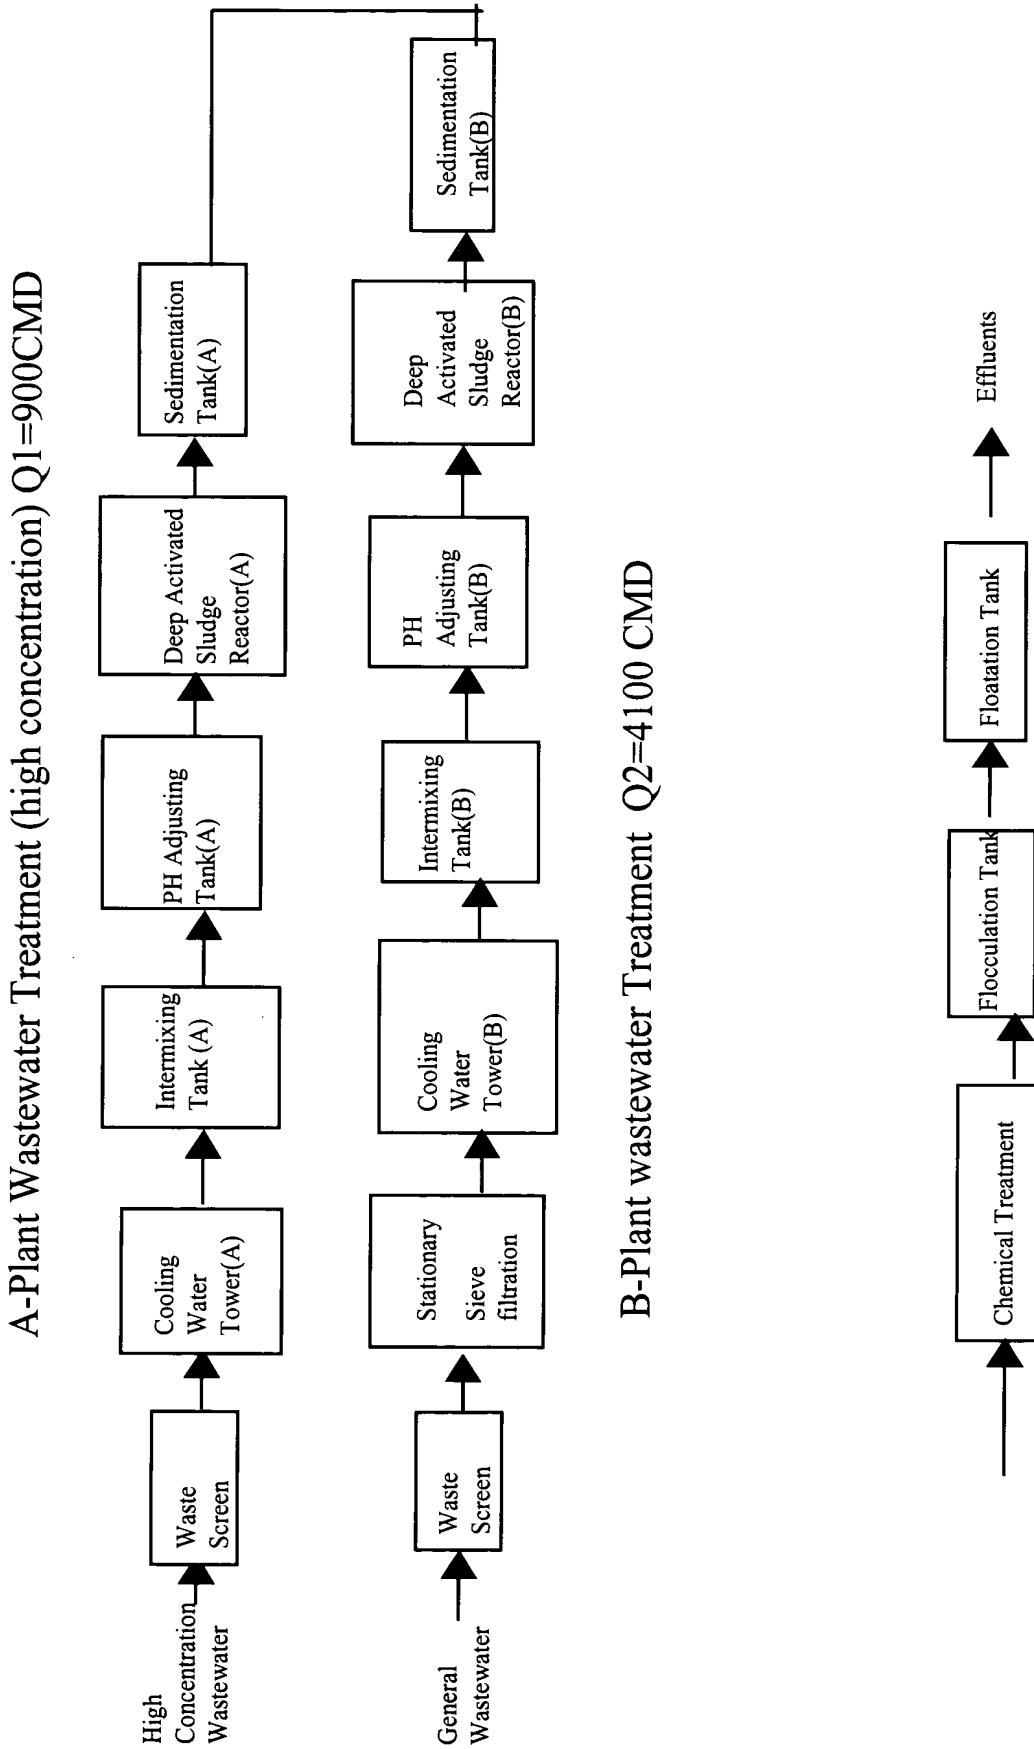 A-Plant Wastewater Treatment (high concentration) Q1=900CMD
High
Concentration
Wastewater
Waste
Screen
Cooling
Water
Tower(A)
Intermixing
Tank (A)
PH Adjusting
Tank(A)
Deep Activated
Sludge
Reactor(A)
Sedimentation
Tank(A)
General
Wastewater
Waste
Screen
Stationary
Sieve
filtration
Cooling
Water
Tower(B)
Intermixing
Tank(B)
PH
Adjusting
Tank(B)
Deep
Activated
Sludge
Reactor(B)
Sedimentation
Tank(B)
B-Plant wastewater Treatment Q2=4100 CMD
Chemical Treatment
Flocculation Tank
Floatation Tank
Effluents